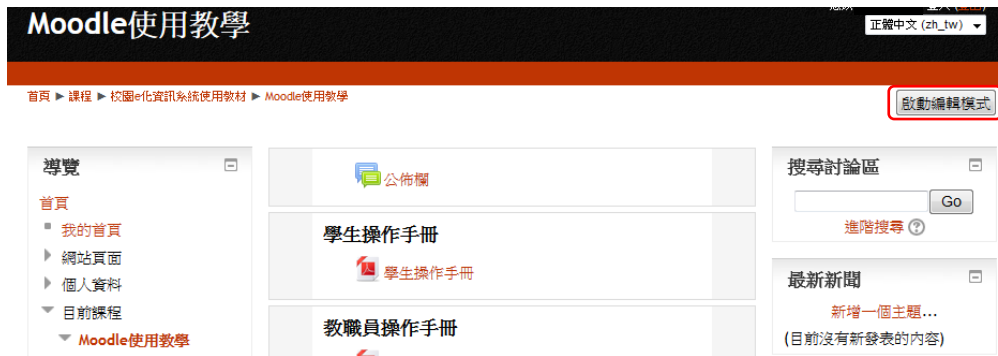 Moodle使用教學
正體中文 (zh_tw)
首頁 ► 課程 ► 校園e化資訊系統使用教材 ► Moodle使用教學
啟動編輯模式
導覽
首頁
我的首頁
網站頁面
個人資料
目前課程
Moodle使用教學
公佈欄
學生操作手冊
學生操作手冊
教職員操作手冊
搜尋討論區
Go
進階搜尋
最新新聞
新增一個主題...
(目前沒有新發表的內容)